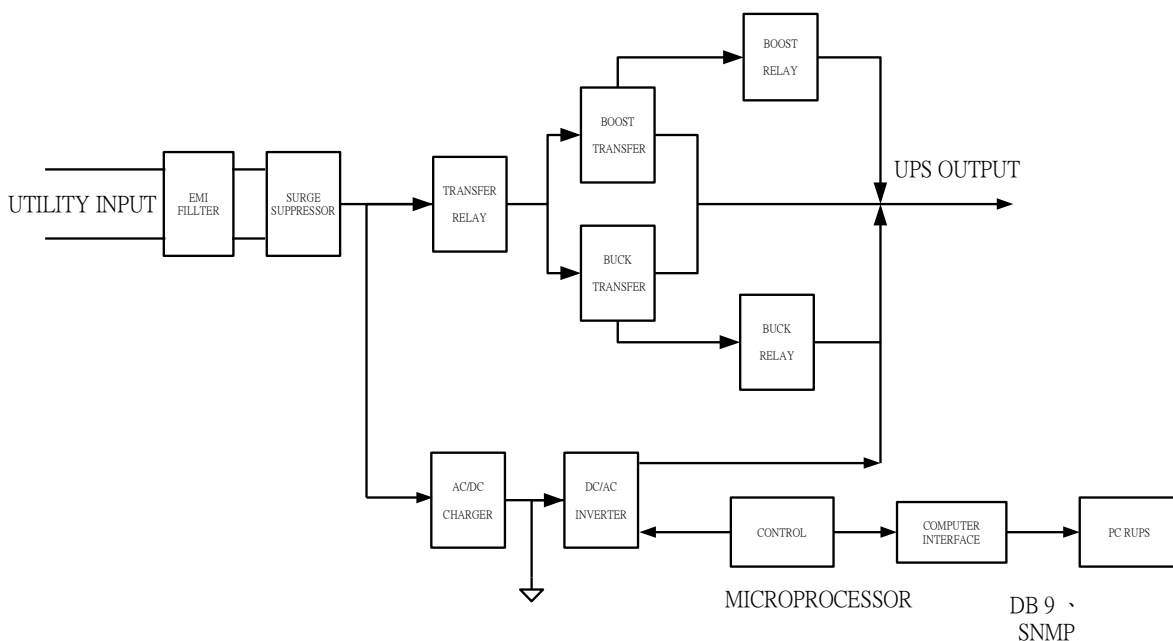 BOOST
RELAY
BOOST
TRANSFER
UPS OUTPUT
UTILITY INPUT
EMI
FILLTER
SURGE
SUPPRESSOR
TRANSFER
RELAY
BUCK
TRANSFER
BUCK
RELAY
AC/DC
CHARGER
DC/AC
INVERTER
CONTROL
COMPUTER
INTERFACE
PC RUPS
MICROPROCESSOR
DB 9 、
SNMP